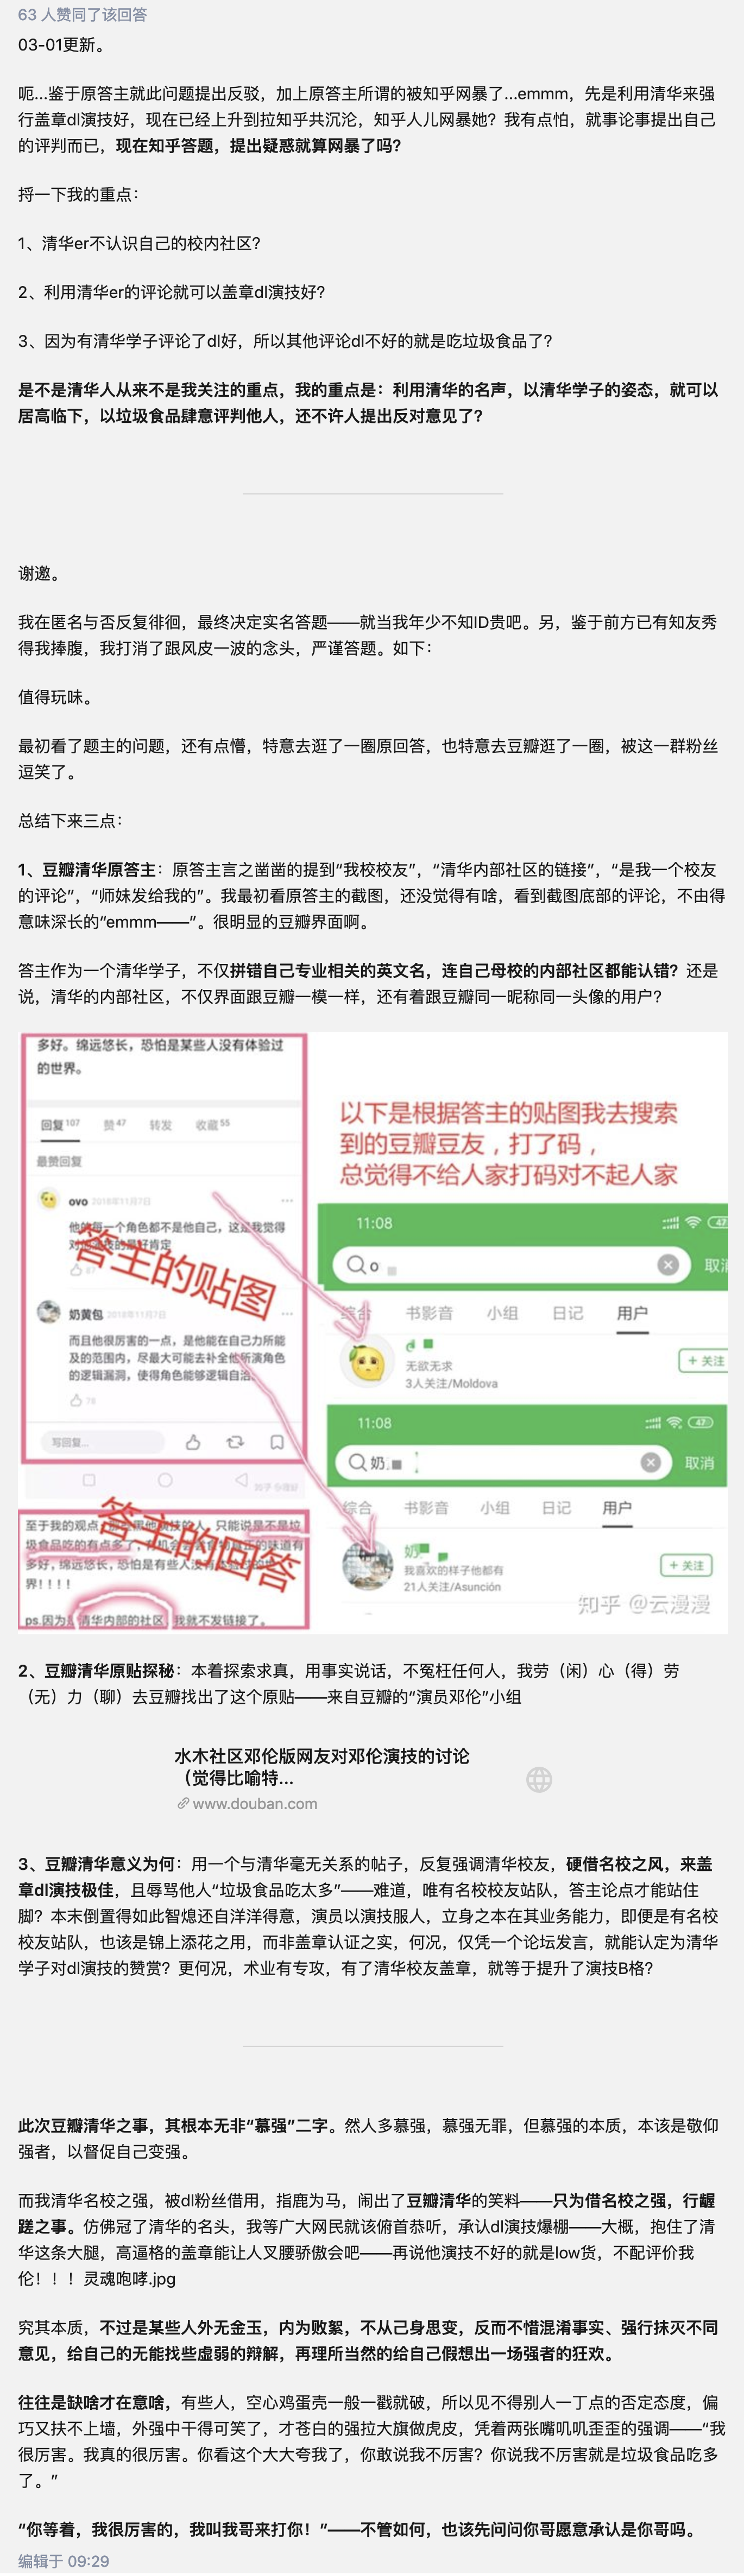 63 人赞同了该回答
03-01更新。
呃...鉴于原答主就此问题提出反驳，加上原答主所谓的被知乎网暴了...emmm，先是利用清华来强
行盖章dl演技好，现在已经上升到拉知乎共沉沦，知乎人儿网暴她？我有点怕，就事论事提出自己
的评判而已，现在知乎答题，提出疑惑就算网暴了吗?
捋一下我的重点：
1、清华er不认识自己的校内社区?
2、利用清华er的评论就可以盖章dl演技好?
3、因为有清华学子评论了dl好，所以其他评论dl不好的就是吃垃圾食品了?
是不是清华人从来不是我关注的重点，我的重点是：利用清华的名声，以清华学子的姿态，就可以
居高临下，以垃圾食品肆意评判他人，还不许人提出反对意见了?
谢邀。
我在匿名与否反复徘徊，最终决定实名答题——就当我年少不知ID贵吧。另，鉴于前方已有知友秀
得我捧腹，我打消了跟风皮一波的念头，严谨答题。如下：
值得玩味。
最初看了题主的问题，还有点懵，特意去逛了一圈原回答，也特意去豆瓣逛了一圈，被这一群粉丝
逗笑了。
总结下来三点：
1、豆瓣清华原答主：原答主言之凿凿的提到“我校校友”，“清华内部社区的链接”，“是我一个校友
的评论”，“师妹发给我的”。我最初看原答主的截图，还没觉得有啥，看到截图底部的评论，不由得
意味深长的“emmm——”。很明显的豆瓣界面啊。
答主作为一个清华学子，不仅拼错自己专业相关的英文名，连自己母校的内部社区都能认错？还是
说，清华的内部社区，不仅界面跟豆瓣一模一样，还有着跟豆瓣同一昵称同一头像的用户?
多好。绵远悠长，恐怕是某些人没有体验过
的世界。
回复107 赞47 转发 收藏55
最赞回复
ovo 2018年11月7日
他的每一个角色都不是他自己，这是我觉得
87
奶黄包 2018年11月7日
而且他很厉害的一点，是他能在自己力所能
及的范围内，尽最大可能去补全他所演角色
的逻辑漏洞，使得角色能够逻辑自洽。
78
写回复...
答主的贴图
以下是根据答主的贴图我去搜索
到的豆瓣豆友，打了码，
总觉得不给人家打码对不起人家
11:08 47
o 取消
综合 书影音 小组 日记 用户
无欲无求
3人关注/Moldova
+ 关注
11:08 47
奶 取消
综合 书影音 小组 日记 用户
奶
我喜欢的样子他都有
21人关注/Asunción
+ 关注
答主的回答
界！！！！
ps.因为是清华内部的社区，我就不发链接了。
知乎 @云漫漫
2、豆瓣清华原贴探秘：本着探索求真，用事实说话，不冤枉任何人，我劳（闲）心（得）劳
（无）力（聊）去豆瓣找出了这个原贴——来自豆瓣的“演员邓伦”小组
水木社区邓伦版网友对邓伦演技的讨论
（觉得比喻特...
www.douban.com
3、豆瓣清华意义为何：用一个与清华毫无关系的帖子，反复强调清华校友，硬借名校之风，来盖
章dl演技极佳，且辱骂他人“垃圾食品吃太多”——难道，唯有名校校友站队，答主论点才能站住
脚？本末倒置得如此智熄还自洋洋得意，演员以演技服人，立身之本在其业务能力，即便是有名校
校友站队，也该是锦上添花之用，而非盖章认证之实，何况，仅凭一个论坛发言，就能认定为清华
学子对dl演技的赞赏？更何况，术业有专攻，有了清华校友盖章，就等于提升了演技B格?
此次豆瓣清华之事，其根本无非“慕强”二字。然人多慕强，慕强无罪，但慕强的本质，本该是敬仰
强者，以督促自己变强。
而我清华名校之强，被dl粉丝借用，指鹿为马，闹出了豆瓣清华的笑料——只为借名校之强，行龌
蹉之事。仿佛冠了清华的名头，我等广大网民就该俯首恭听，承认dl演技爆棚——大概，抱住了清
华这条大腿，高逼格的盖章能让人叉腰骄傲会吧——再说他演技不好的就是low货，不配评价我
伦！！！灵魂咆哮.jpg
究其本质，不过是某些人外无金玉，内为败絮，不从己身思变，反而不惜混淆事实、强行抹灭不同
意见，给自己的无能找些虚弱的辩解，再理所当然的给自己假想出一场强者的狂欢。
往往是缺啥才在意啥，有些人，空心鸡蛋壳一般一戳就破，所以见不得别人一丁点的否定态度，偏
巧又扶不上墙，外强中干得可笑了，才苍白的强拉大旗做虎皮，凭着两张嘴叽叽歪歪的强调——“我
很厉害。我真的很厉害。你看这个大大夸我了，你敢说我不厉害？你说我不厉害就是垃圾食品吃多
了。”
“你等着，我很厉害的，我叫我哥来打你！”——不管如何，也该先问问你哥愿意承认是你哥吗。
编辑于 09:29